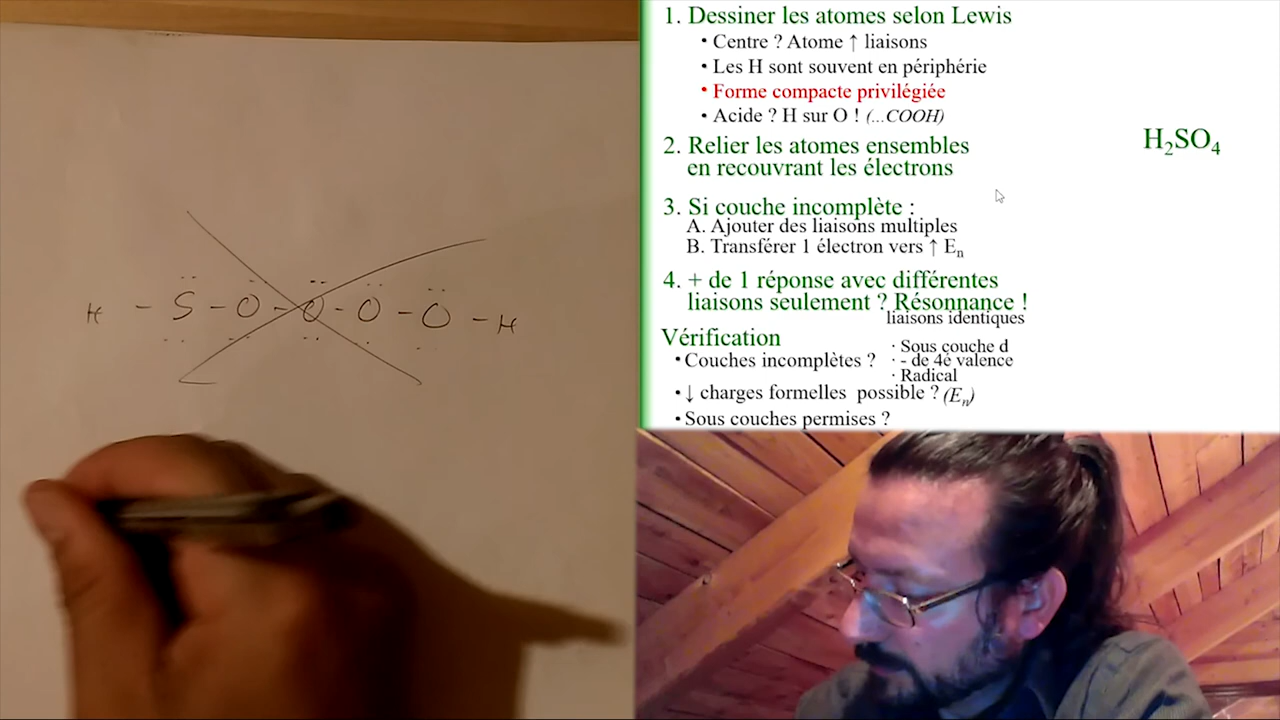 H - S - O - O - O - O - H
1. Dessiner les atomes selon Lewis
• Centre ? Atome ↑ liaisons
• Les H sont souvent en périphérie
• Forme compacte privilégiée
• Acide ? H sur O ! (...COOH)
2. Relier les atomes ensembles
en recouvrant les électrons
H₂SO₄
3. Si couche incomplète :
A. Ajouter des liaisons multiples
B. Transférer 1 électron vers ↑ Eₙ
4. + de 1 réponse avec différentes
liaisons seulement ? Résonnance !
liaisons identiques
Vérification
• Couches incomplètes ?
· Sous couche d
· - de 4é valence
· Radical
• ↓ charges formelles possible ? (Eₙ)
• Sous couches permises ?